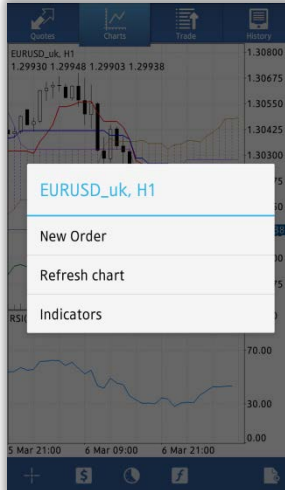 Quotes
Charts
Trade
History
EURUSD_uk, H1
1.29930 1.29948 1.29903 1.29938
1.30800
1.30675
1.30550
1.30425
1.30300
EURUSD_uk, H1
New Order
Refresh chart
Indicators
70.00
30.00
0.00
5 Mar 21:00 6 Mar 09:00 6 Mar 21:00